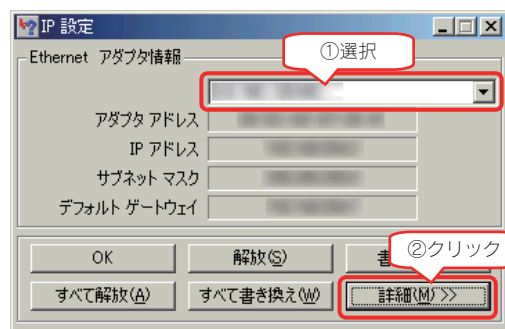 IP 設定
Ethernet アダプタ情報
①選択
アダプタ アドレス
IP アドレス
サブネット マスク
デフォルト ゲートウェイ
OK
解放(S)
書
②クリック
すべて解放(A)
すべて書き換え(W)
詳細(M) >>